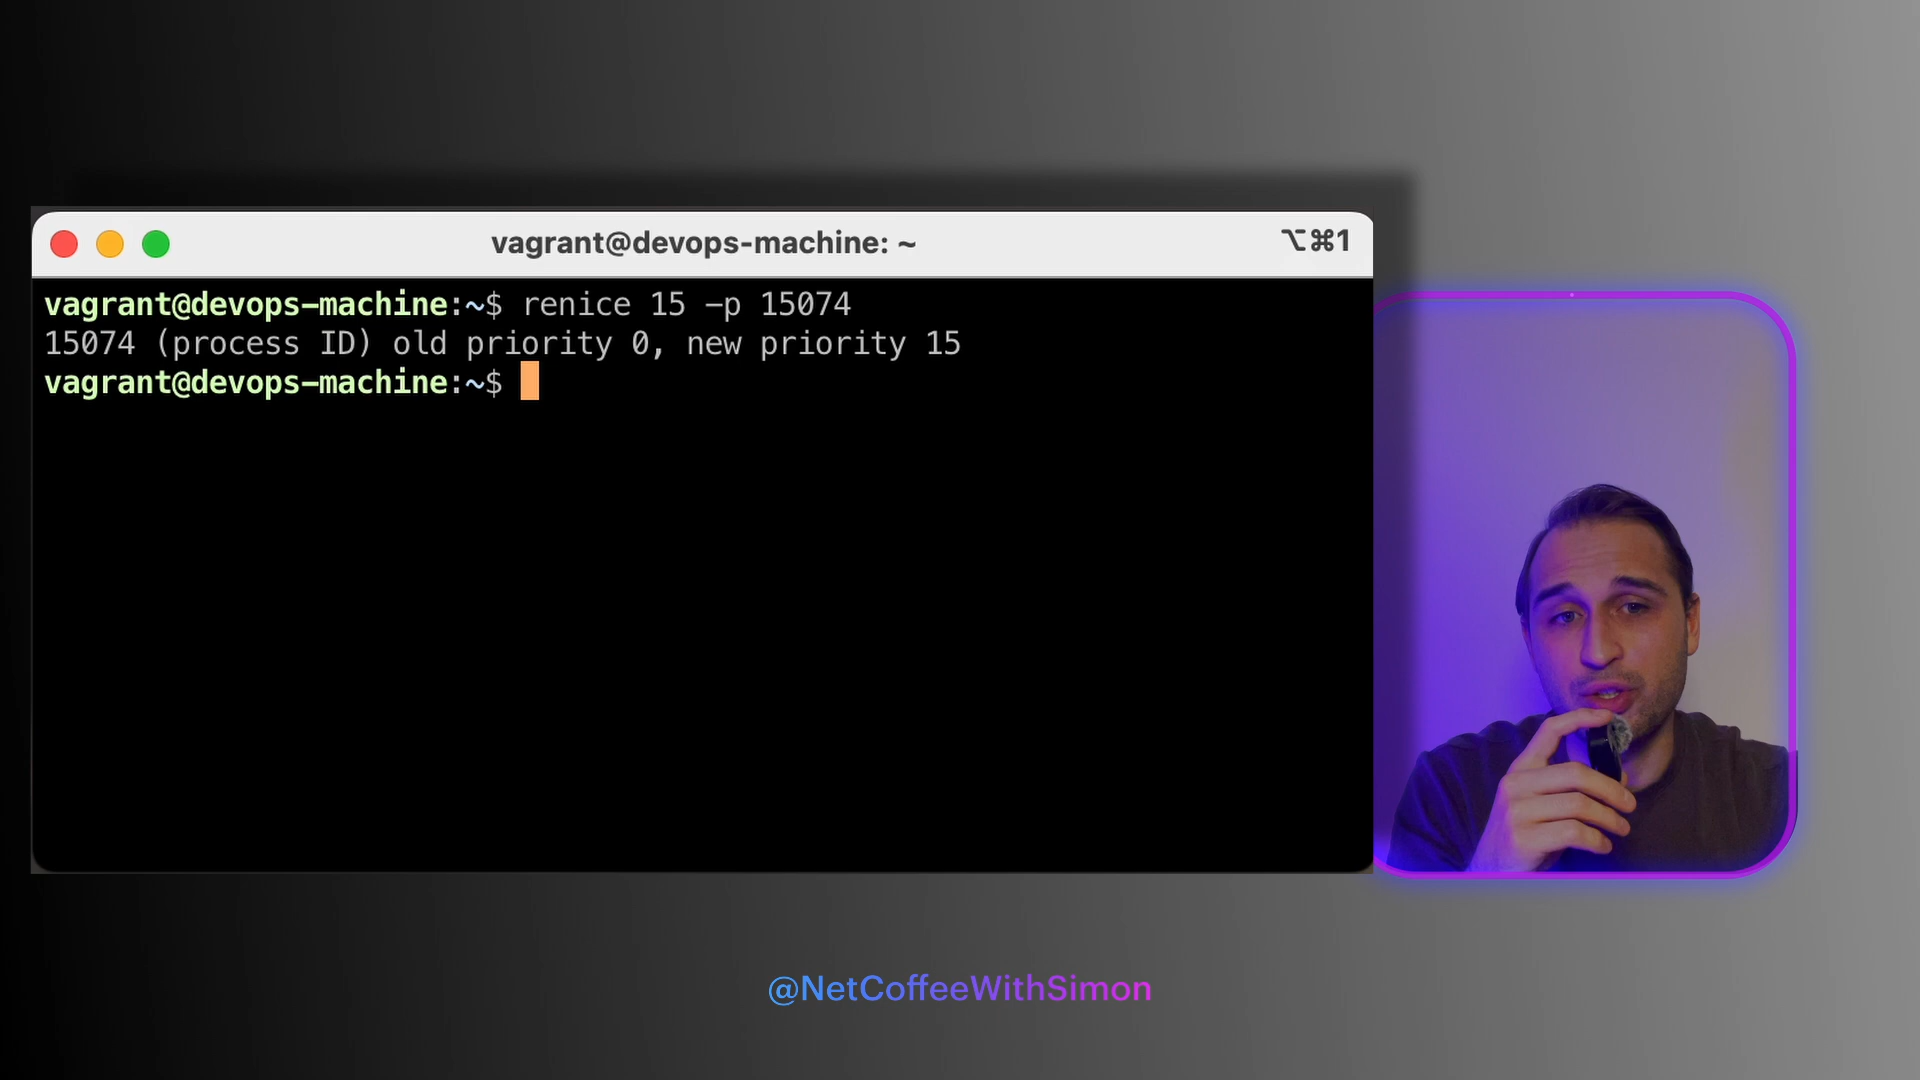 vagrant@devops-machine: ~
⌥⌘1
vagrant@devops-machine:~$ renice 15 -p 15074
15074 (process ID) old priority 0, new priority 15
vagrant@devops-machine:~$
@NetCoffeeWithSimon